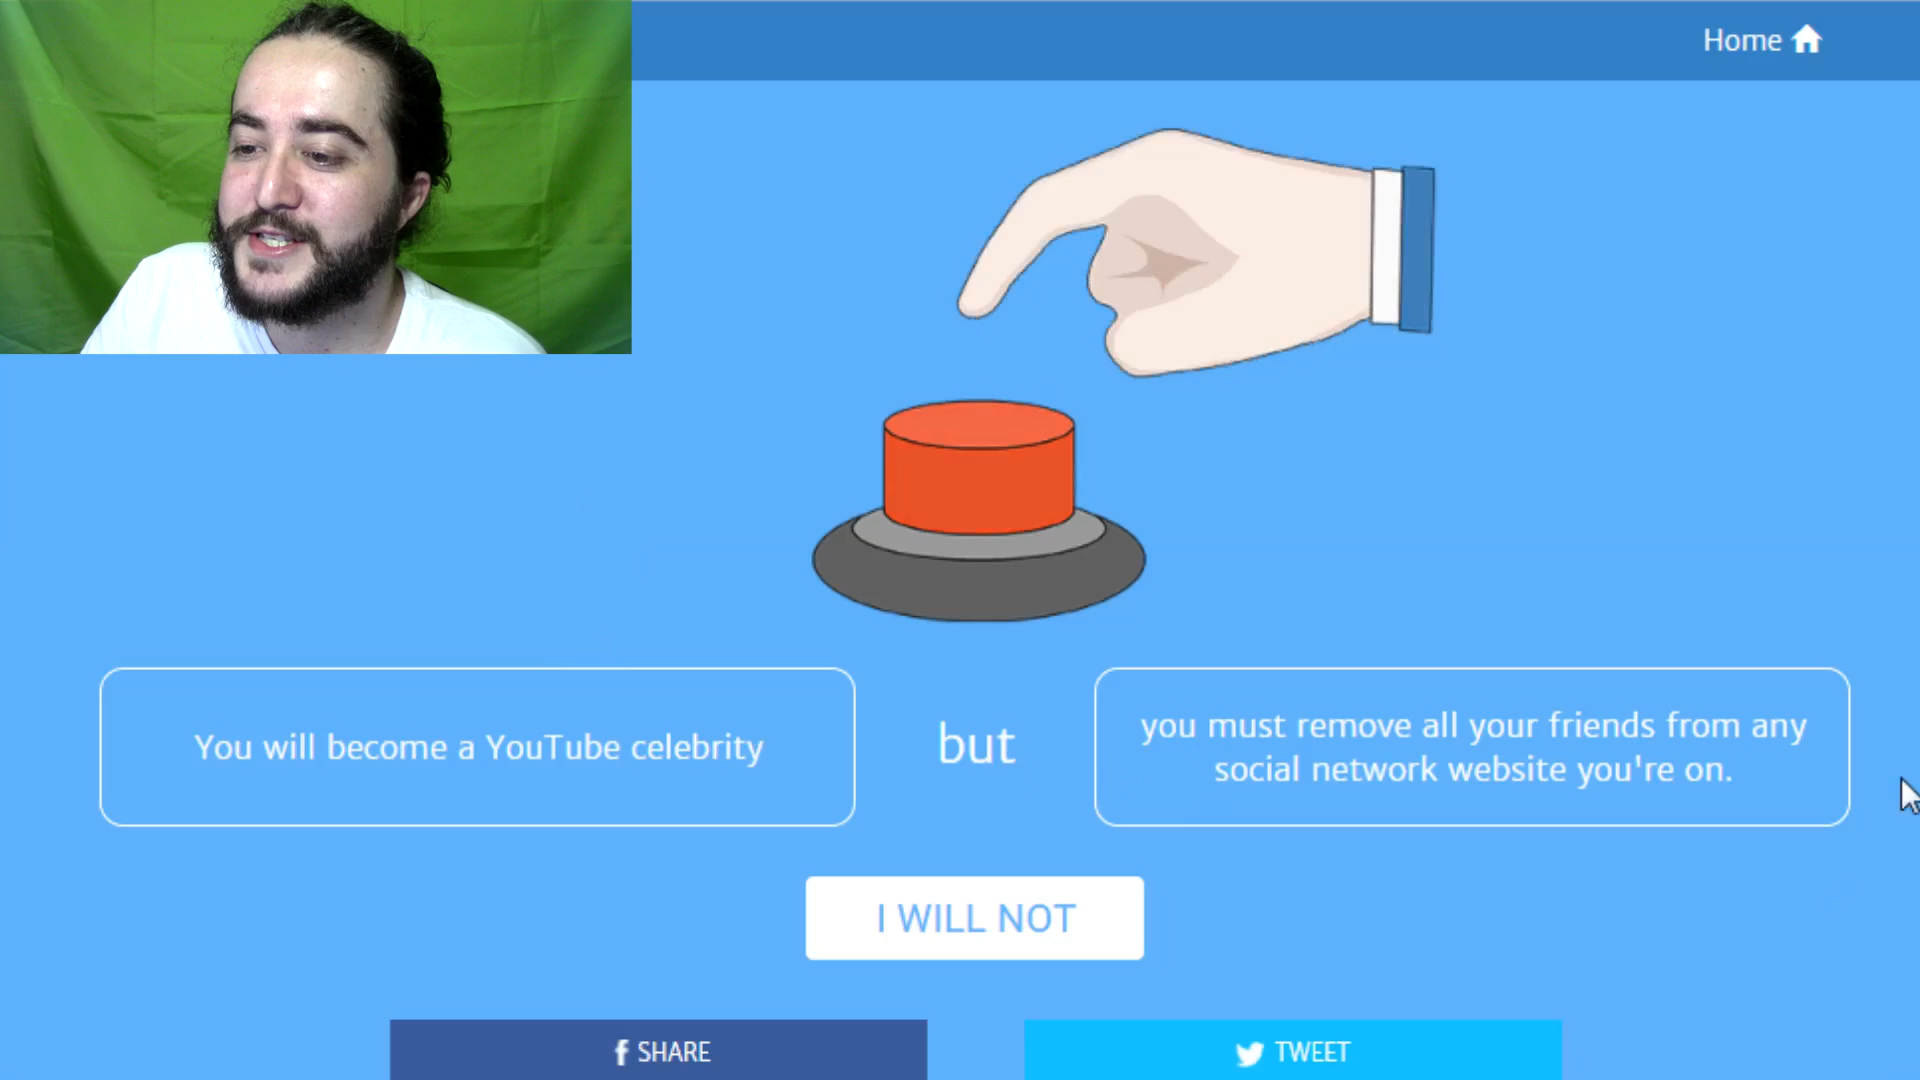 Home
You will become a YouTube celebrity
but
you must remove all your friends from any
social network website you're on.
I WILL NOT
SHARE
TWEET